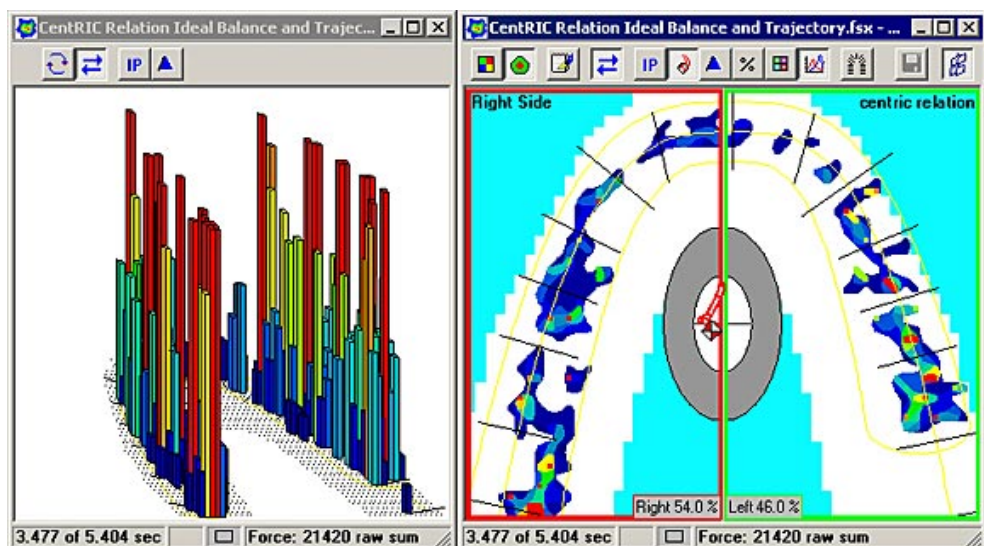 CentRIC Relation Ideal Balance and Trajec...
IP
3.477 of 5.404 sec
Force: 21420 raw sum
CentRIC Relation Ideal Balance and Trajectory.fsx - ...
IP
%
Right Side
centric relation
Right 54.0 %
Left 46.0 %
3.477 of 5.404 sec
Force: 21420 raw sum